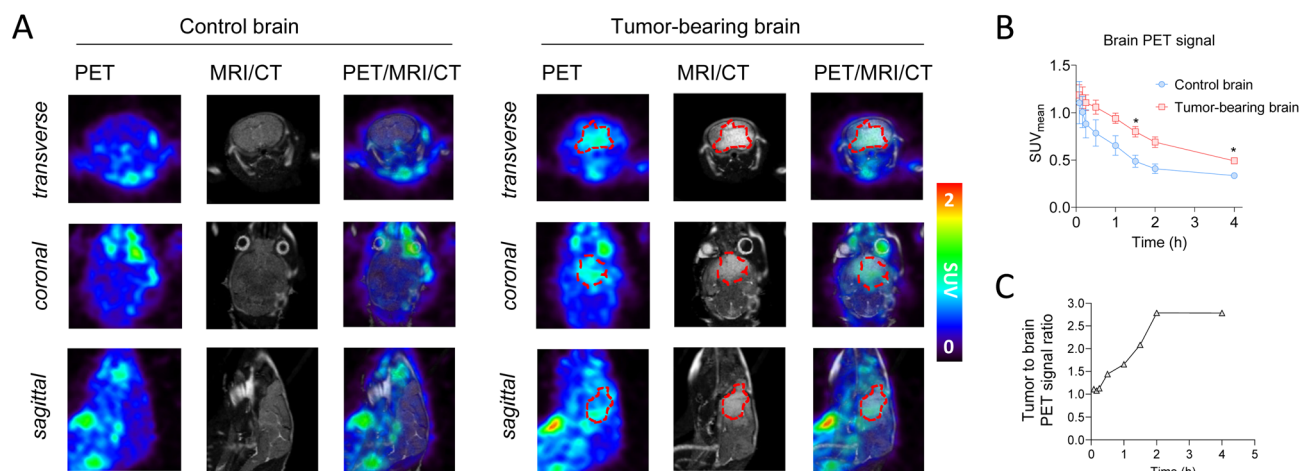 A
Control brain
Tumor-bearing brain
PET
MRI/CT
PET/MRI/CT
PET
MRI/CT
PET/MRI/CT
transverse
coronal
sagittal
transverse
coronal
sagittal
2
SUV
0
B
Brain PET signal
Control brain
Tumor-bearing brain
SUVmean
1.5
1.0
0.5
0.0
*
*
0
1
2
3
4
Time (h)
C
Tumor to brain
PET signal ratio
3.0
2.5
2.0
1.5
1.0
0.5
0.0
0
1
2
3
4
5
Time (h)